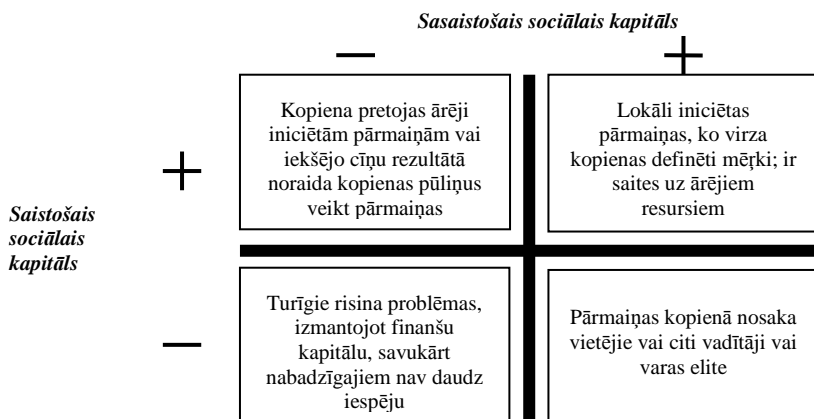 Sasaistošais sociālais kapitāls
− +
Kopiena pretojas ārēji
iniciētām pārmaiņām vai
iekšējo cīņu rezultātā
noraida kopienas pūliņus
veikt pārmaiņas
Lokāli iniciētas
pārmaiņas, ko virza
kopienas definēti mērķi; ir
saites uz ārējiem
resursiem
+
Saistošais
sociālais
kapitāls
Turīgie risina problēmas,
izmantojot finanšu
kapitālu, savukārt
nabadzīgajiem nav daudz
iespēju
Pārmaiņas kopienā nosaka
vietējie vai citi vadītāji vai
varas elite
−